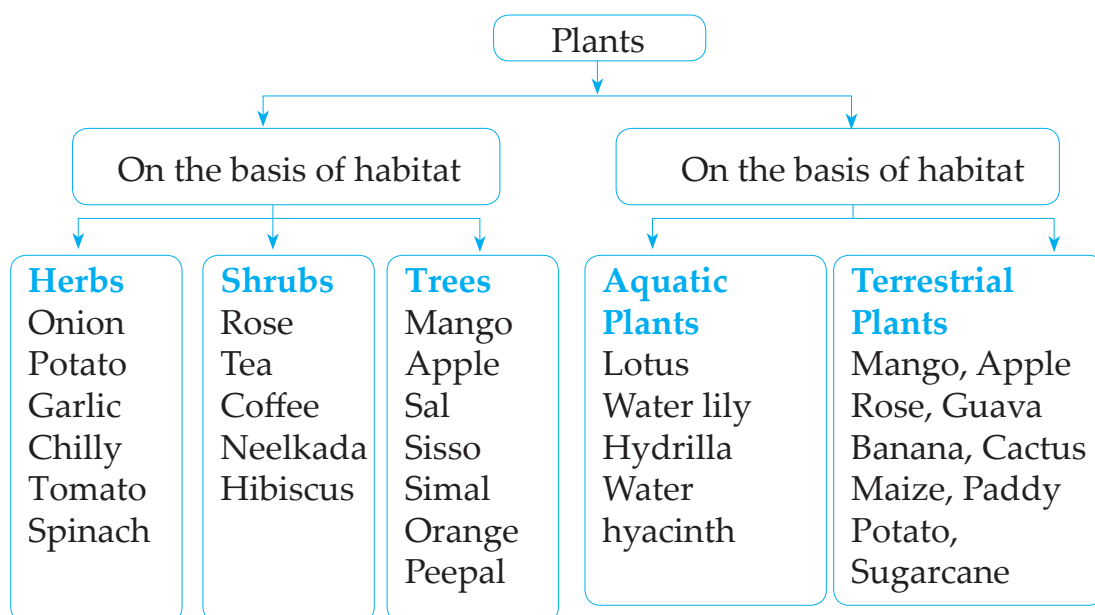 Plants
On the basis of habitat
On the basis of habitat
Herbs
Onion
Potato
Garlic
Chilly
Tomato
Spinach
Shrubs
Rose
Tea
Coffee
Neelkada
Hibiscus
Trees
Mango
Apple
Sal
Sisso
Simal
Orange
Peepal
Aquatic
Plants
Lotus
Water lily
Hydrilla
Water
hyacinth
Terrestrial
Plants
Mango, Apple
Rose, Guava
Banana, Cactus
Maize, Paddy
Potato,
Sugarcane